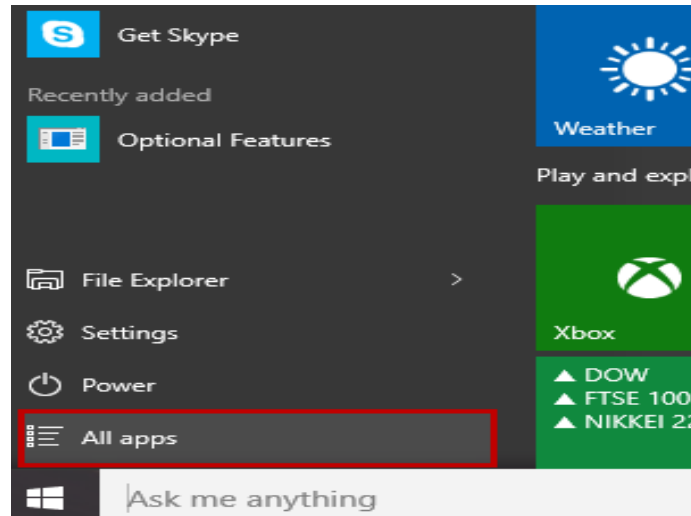 Get Skype
Recently added
Optional Features
File Explorer
Settings
Power
All apps
Ask me anything
Weather
Play and expl
Xbox
▲ DOW
▲ FTSE 100
▲ NIKKEI 22